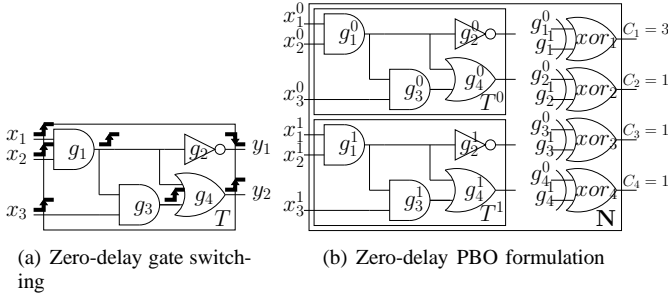 x_1
x_2
x_3
g_1
g_2
g_3
g_4
y_1
y_2
T
(a) Zero-delay gate switch-
ing
x_1^0
x_2^0
x_3^0
g_1^0
g_2^0
g_3^0
g_4^0
T^0
x_1^1
x_2^1
x_3^1
g_1^1
g_2^1
g_3^1
g_4^1
T^1
g_1^0
g_1^1
xor_1
C_1 = 3
g_2^0
g_2^1
xor_2
C_2 = 1
g_3^0
g_3^1
xor_3
C_3 = 1
g_4^0
g_4^1
xor_4
C_4 = 1
N
(b) Zero-delay PBO formulation